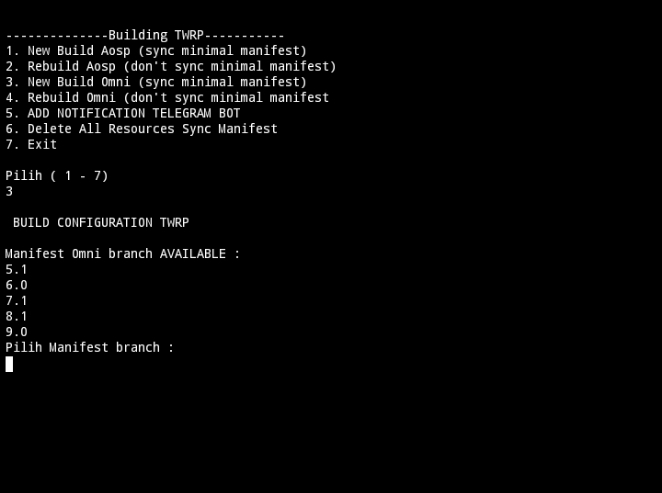 --------------Building TWRP-----------
1. New Build Aosp (sync minimal manifest)
2. Rebuild Aosp (don't sync minimal manifest)
3. New Build Omni (sync minimal manifest)
4. Rebuild Omni (don't sync minimal manifest
5. ADD NOTIFICATION TELEGRAM BOT
6. Delete All Resources Sync Manifest
7. Exit
Pilih ( 1 - 7)
3
BUILD CONFIGURATION TWRP
Manifest Omni branch AVAILABLE :
5.1
6.0
7.1
8.1
9.0
Pilih Manifest branch :